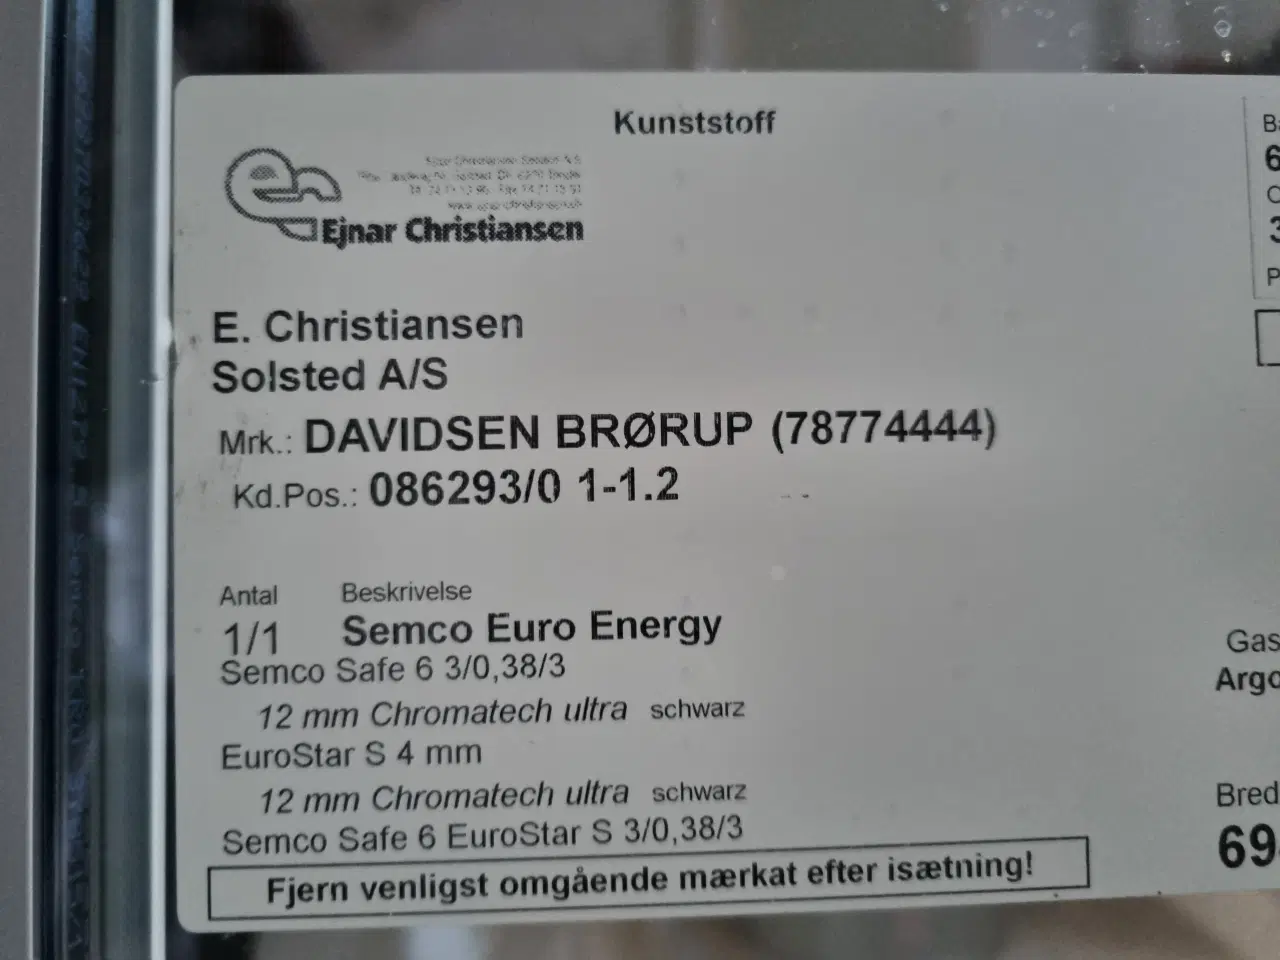 Kunststoff
Ejnar Christiansen
E. Christiansen
Solsted A/S
Mrk.: DAVIDSEN BRØRUP (78774444)
Kd.Pos.: 086293/0 1-1.2
Antal Beskrivelse
1/1 Semco Euro Energy
Semco Safe 6 3/0,38/3
12 mm Chromatech ultra schwarz
EuroStar S 4 mm
12 mm Chromatech ultra schwarz
Semco Safe 6 EuroStar S 3/0,38/3
Fjern venligst omgående mærkat efter isætning!
Gas
Argo
Bred
69